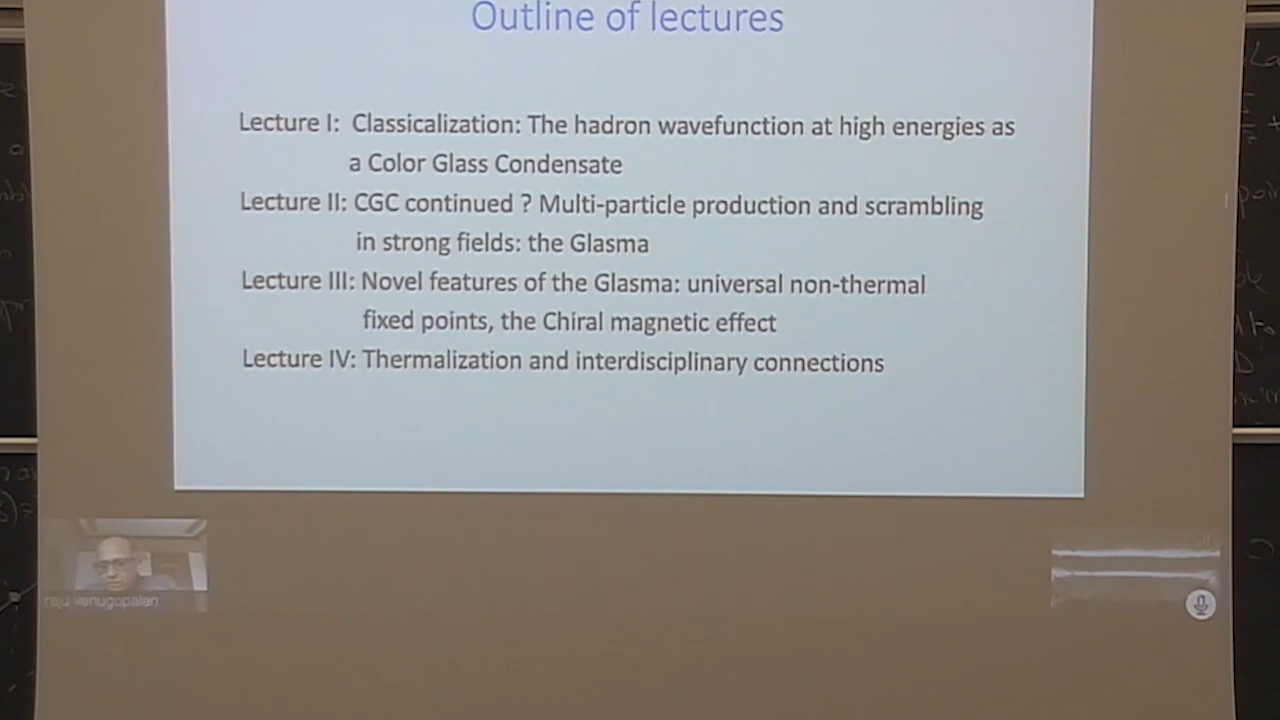 Outline of lectures
Lecture I: Classicalization: The hadron wavefunction at high energies as
a Color Glass Condensate
Lecture II: CGC continued ? Multi-particle production and scrambling
in strong fields: the Glasma
Lecture III: Novel features of the Glasma: universal non-thermal
fixed points, the Chiral magnetic effect
Lecture IV: Thermalization and interdisciplinary connections
raju venugopalan